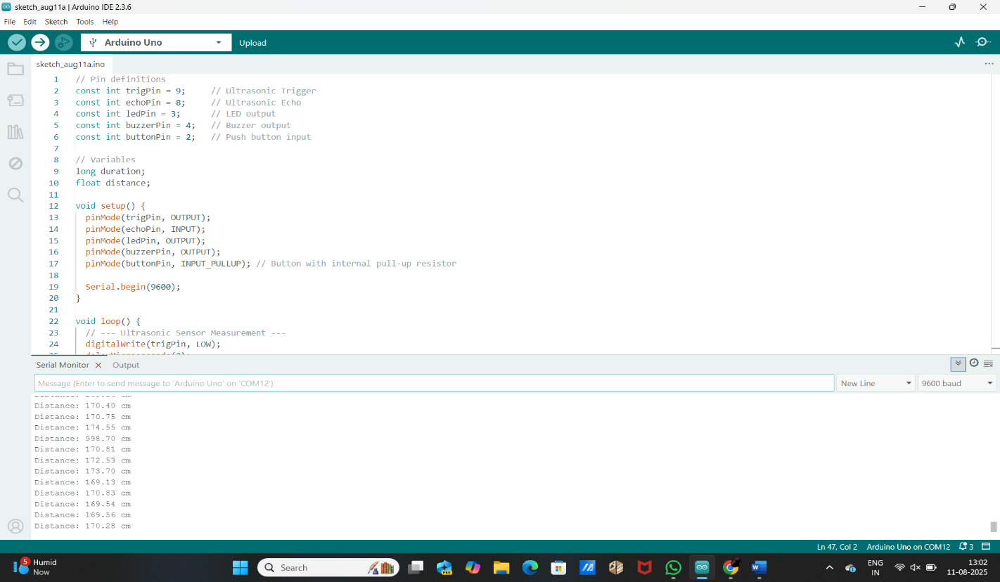 sketch_aug11a | Arduino IDE 2.3.6
File Edit Sketch Tools Help
Arduino Uno Upload
sketch_aug11a.ino
1 // Pin definitions
2 const int trigPin = 9; // Ultrasonic Trigger
3 const int echoPin = 8; // Ultrasonic Echo
4 const int ledPin = 3; // LED output
5 const int buzzerPin = 4; // Buzzer output
6 const int buttonPin = 2; // Push button input
7
8 // Variables
9 long duration;
10 float distance;
11
12 void setup() {
13 pinMode(trigPin, OUTPUT);
14 pinMode(echoPin, INPUT);
15 pinMode(ledPin, OUTPUT);
16 pinMode(buzzerPin, OUTPUT);
17 pinMode(buttonPin, INPUT_PULLUP); // Button with internal pull-up resistor
18
19 Serial.begin(9600);
20 }
21
22 void loop() {
23 // --- Ultrasonic Sensor Measurement ---
24 digitalWrite(trigPin, LOW);
Serial Monitor Output
Message (Enter to send message to 'Arduino Uno' on 'COM12') New Line 9600 baud
Distance: 170.40 cm
Distance: 170.75 cm
Distance: 174.55 cm
Distance: 998.70 cm
Distance: 170.81 cm
Distance: 172.53 cm
Distance: 173.70 cm
Distance: 169.13 cm
Distance: 170.83 cm
Distance: 169.54 cm
Distance: 169.56 cm
Distance: 170.28 cm
Ln 47, Col 2 Arduino Uno on COM12 3
5 Humid
Now
Search
PRE
ENG
IN
13:02
11-08-2025